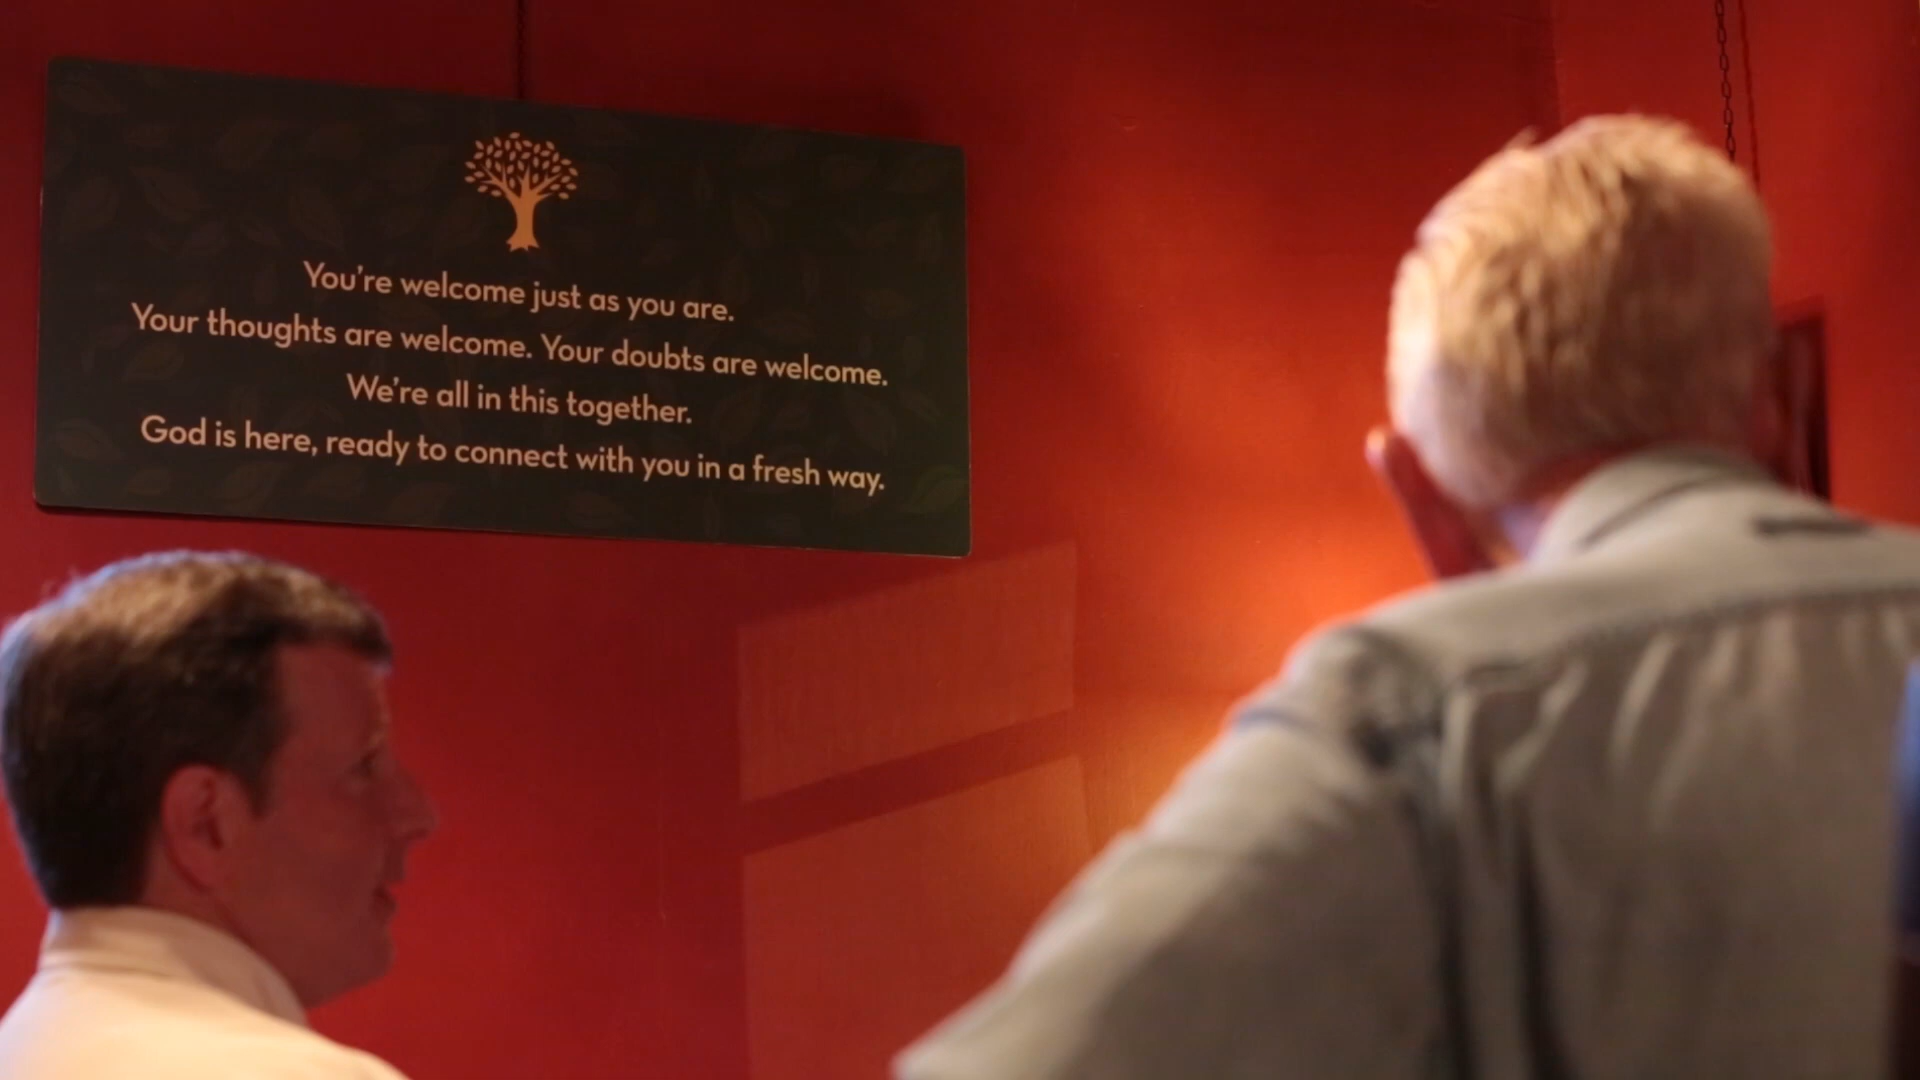 You're welcome just as you are.
Your thoughts are welcome. Your doubts are welcome.
We're all in this together.
God is here, ready to connect with you in a fresh way.